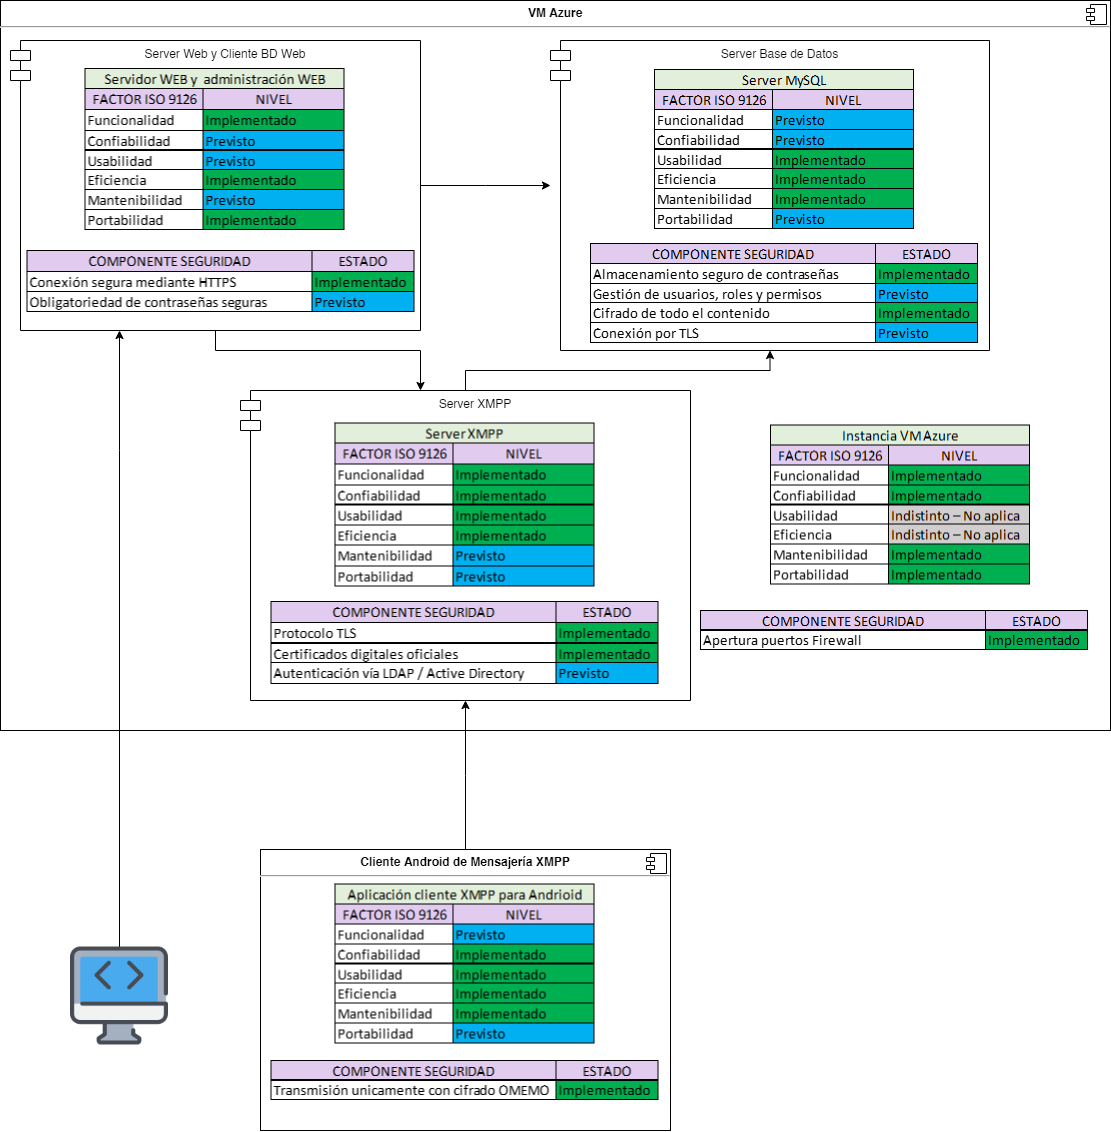 VM Azure
Server Web y Cliente BD Web
Servidor WEB y administración WEB
FACTOR ISO 9126 NIVEL
Funcionalidad Implementado
Confiabilidad Previsto
Usabilidad Previsto
Eficiencia Implementado
Mantenibilidad Previsto
Portabilidad Implementado
COMPONENTE SEGURIDAD ESTADO
Conexión segura mediante HTTPS Implementado
Obligatoriedad de contraseñas seguras Previsto
Server Base de Datos
Server MySQL
FACTOR ISO 9126 NIVEL
Funcionalidad Previsto
Confiabilidad Previsto
Usabilidad Implementado
Eficiencia Implementado
Mantenibilidad Implementado
Portabilidad Previsto
COMPONENTE SEGURIDAD ESTADO
Almacenamiento seguro de contraseñas Implementado
Gestión de usuarios, roles y permisos Previsto
Cifrado de todo el contenido Implementado
Conexión por TLS Previsto
Server XMPP
Server XMPP
FACTOR ISO 9126 NIVEL
Funcionalidad Implementado
Confiabilidad Implementado
Usabilidad Implementado
Eficiencia Implementado
Mantenibilidad Previsto
Portabilidad Previsto
COMPONENTE SEGURIDAD ESTADO
Protocolo TLS Implementado
Certificados digitales oficiales Implementado
Autenticación vía LDAP / Active Directory Previsto
Instancia VM Azure
FACTOR ISO 9126 NIVEL
Funcionalidad Implementado
Confiabilidad Implementado
Usabilidad Indistinto – No aplica
Eficiencia Indistinto – No aplica
Mantenibilidad Implementado
Portabilidad Implementado
COMPONENTE SEGURIDAD ESTADO
Apertura puertos Firewall Implementado
Cliente Android de Mensajería XMPP
Aplicación cliente XMPP para Andrioid
FACTOR ISO 9126 NIVEL
Funcionalidad Previsto
Confiabilidad Implementado
Usabilidad Implementado
Eficiencia Implementado
Mantenibilidad Implementado
Portabilidad Previsto
COMPONENTE SEGURIDAD ESTADO
Transmisión unicamente con cifrado OMEMO Implementado